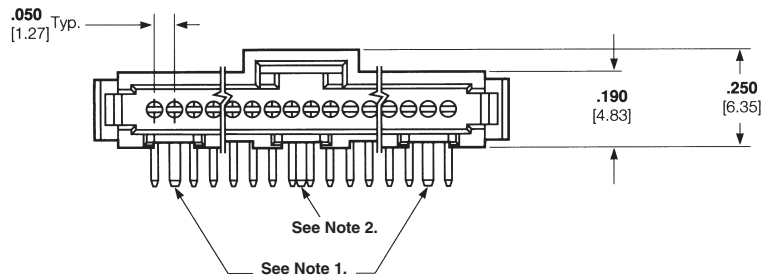 .050 Typ.
[1.27]
.190
[4.83]
.250
[6.35]
See Note 2.
See Note 1.